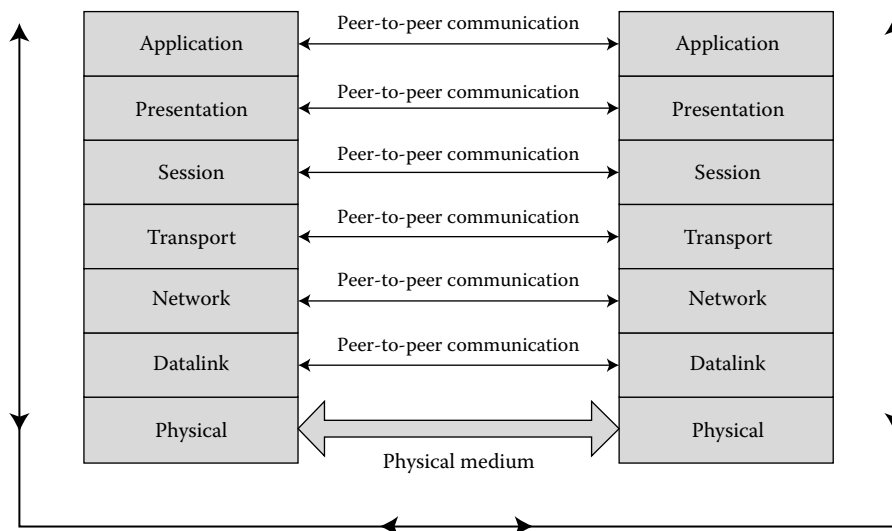 Application
Peer-to-peer communication
Application
Presentation
Peer-to-peer communication
Presentation
Session
Peer-to-peer communication
Session
Transport
Peer-to-peer communication
Transport
Network
Peer-to-peer communication
Network
Datalink
Peer-to-peer communication
Datalink
Physical
Physical medium
Physical